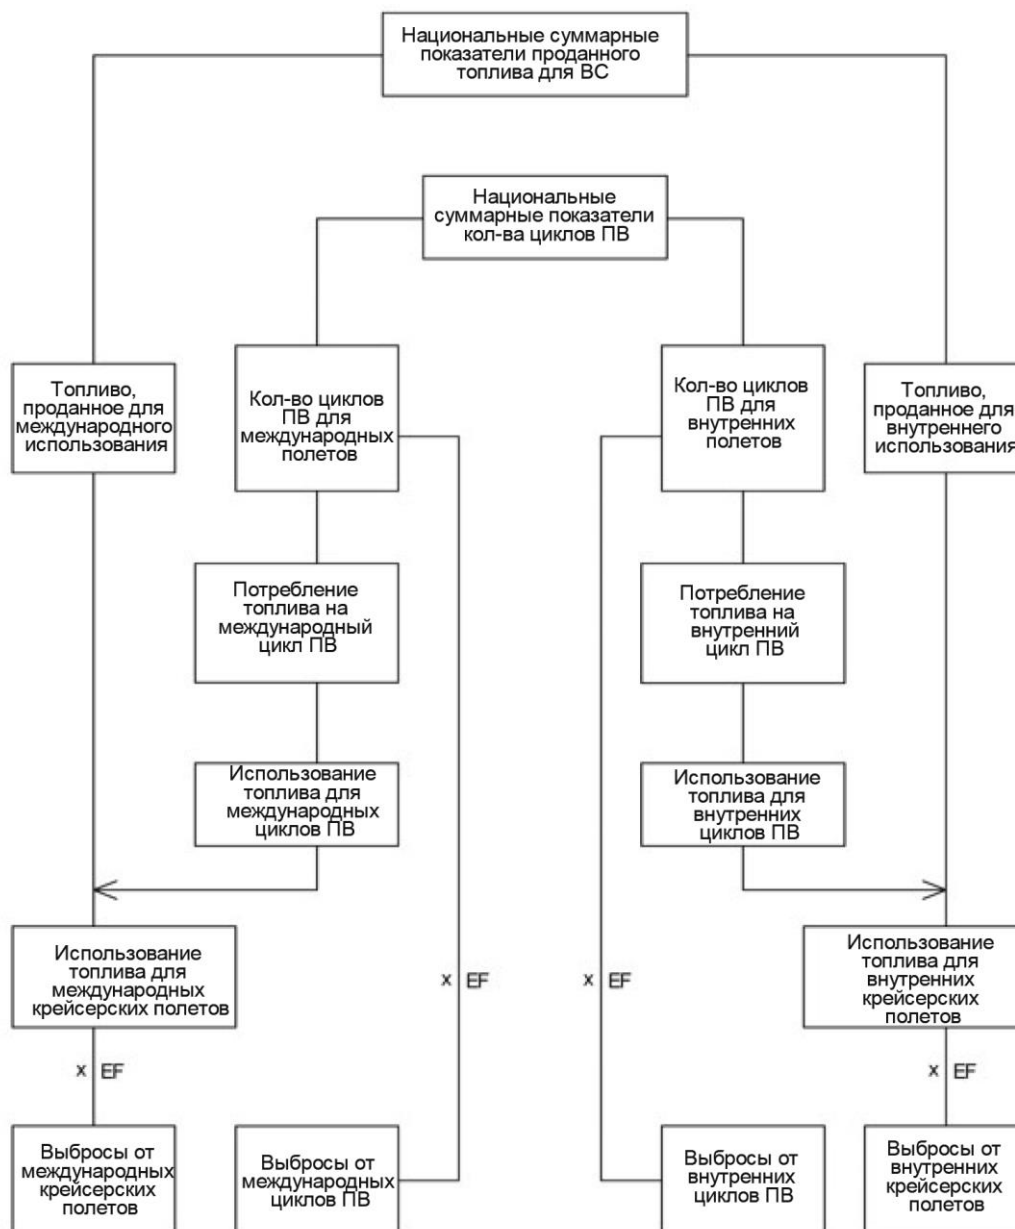 Национальные суммарные
показатели проданного
топлива для ВС
Национальные
суммарные показатели
кол-ва циклов ПВ
Топливо,
проданное для
международного
использования
Кол-во циклов
ПВ для
международных
полетов
Кол-во циклов
ПВ для
внутренних
полетов
Топливо,
проданное для
внутреннего
использования
Потребление
топлива на
международный
цикл ПВ
Потребление
топлива на
внутренний
цикл ПВ
Использование
топлива для
международных
циклов ПВ
Использование
топлива для
внутренних
циклов ПВ
Использование
топлива для
международных
крейсерских полетов
x EF
x EF
Использование
топлива для
внутренних
крейсерских
полетов
x EF
x EF
Выбросы от
международных
крейсерских
полетов
Выбросы от
международных
циклов ПВ
Выбросы от
внутренних
циклов ПВ
Выбросы от
внутренних
крейсерских
полетов